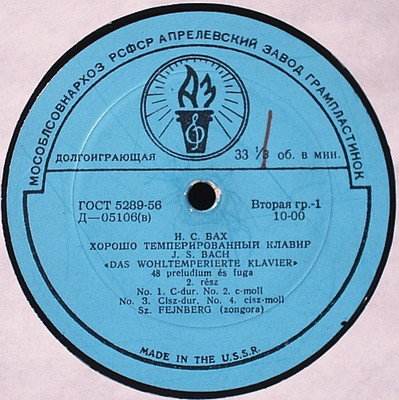 МОСОБЛСОВНАРХОЗ РСФСР АПРЕЛЕВСКИЙ ЗАВОД ГРАМПЛАСТИНОК
АЗ
ДОЛГОИГРАЮЩАЯ 33 1/3 об. в мин.
ГОСТ 5289-56 Вторая гр.-1
Д—05106(в) 10-00
И. С. БАХ
ХОРОШО ТЕМПЕРИРОВАННЫЙ КЛАВИР
J. S. BACH
«DAS WOHLTEMPERIERTE KLAVIER»
48 preludium és fuga
2. rész
No. 1. C-dur, No. 2. c-moll
No. 3. Cisz-dur, No. 4. cisz-moll
Sz. FEJNBERG (zongora)
MADE IN THE U.S.S.R.